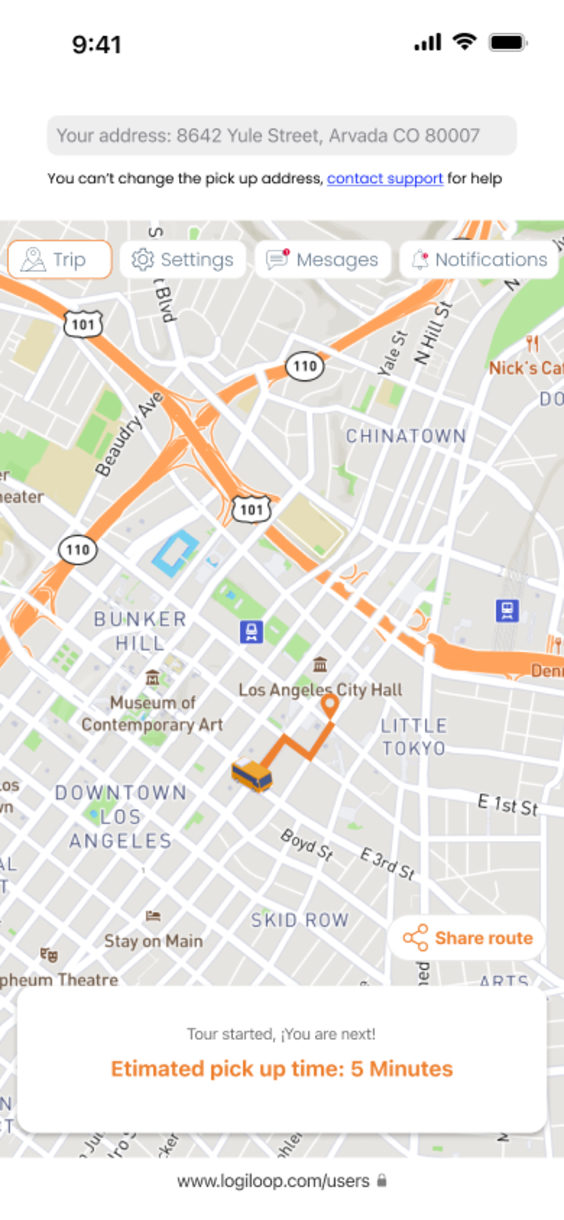 9:41
Your address: 8642 Yule Street, Arvada CO 80007
You can't change the pick up address, contact support for help
Trip
Settings
Mesages
Notifications
101
110
Yale St
N Hill St
Nick's Caf
DO
Beaudry Ave
CHINATOWN
eater
101
110
BUNKER
HILL
Los Angeles City Hall
Denn
Museum of
Contemporary Art
LITTLE
TOKYO
DOWNTOWN
LOS
ANGELES
E 1st St
Boyd St
E 3rd St
SKID ROW
Stay on Main
Share route
pheum Theatre
ARTS
Tour started, ¡You are next!
Etimated pick up time: 5 Minutes
www.logiloop.com/users